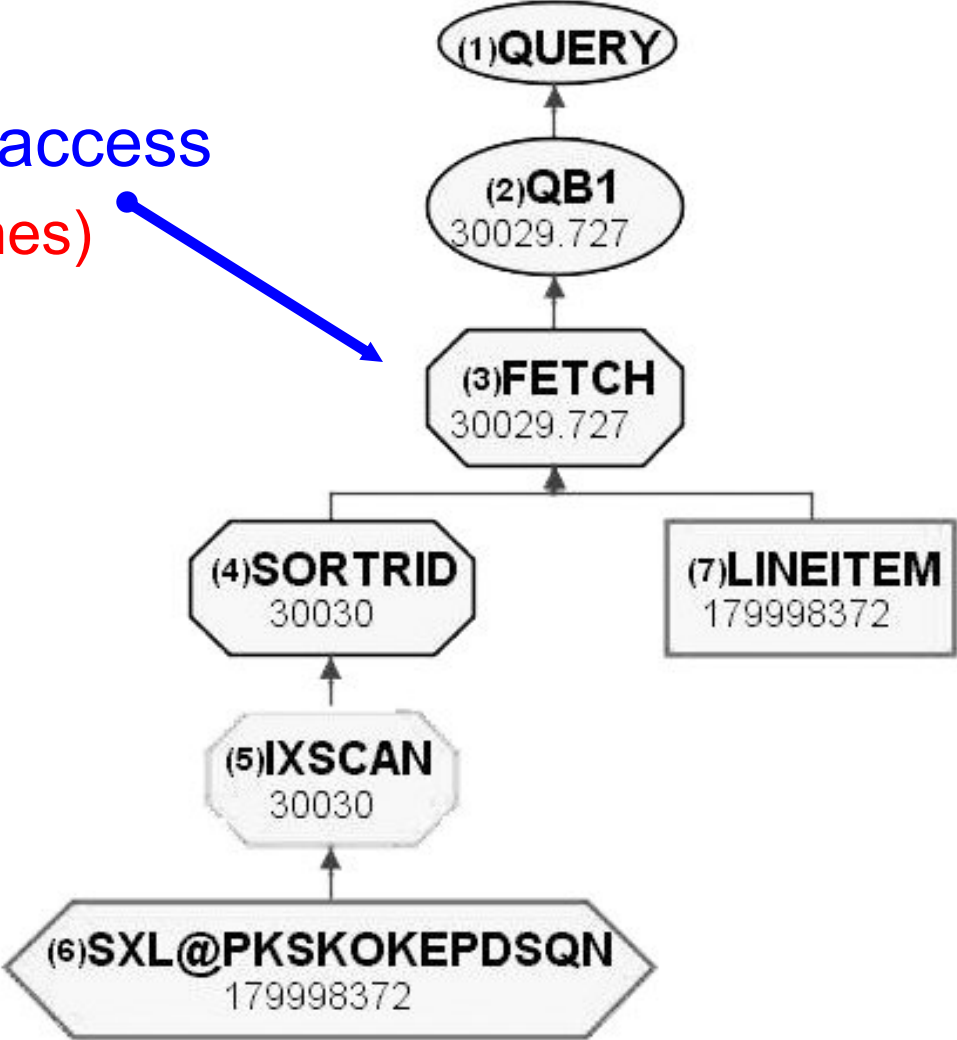 (1)QUERY
access
nes)
(2)QB1
30029.727
(3)FETCH
30029.727
(4)SORTRID
30030
(7)LINEITEM
179998372
(5)IXSCAN
30030
(6)SXL@PKSKOKEPDSQN
179998372